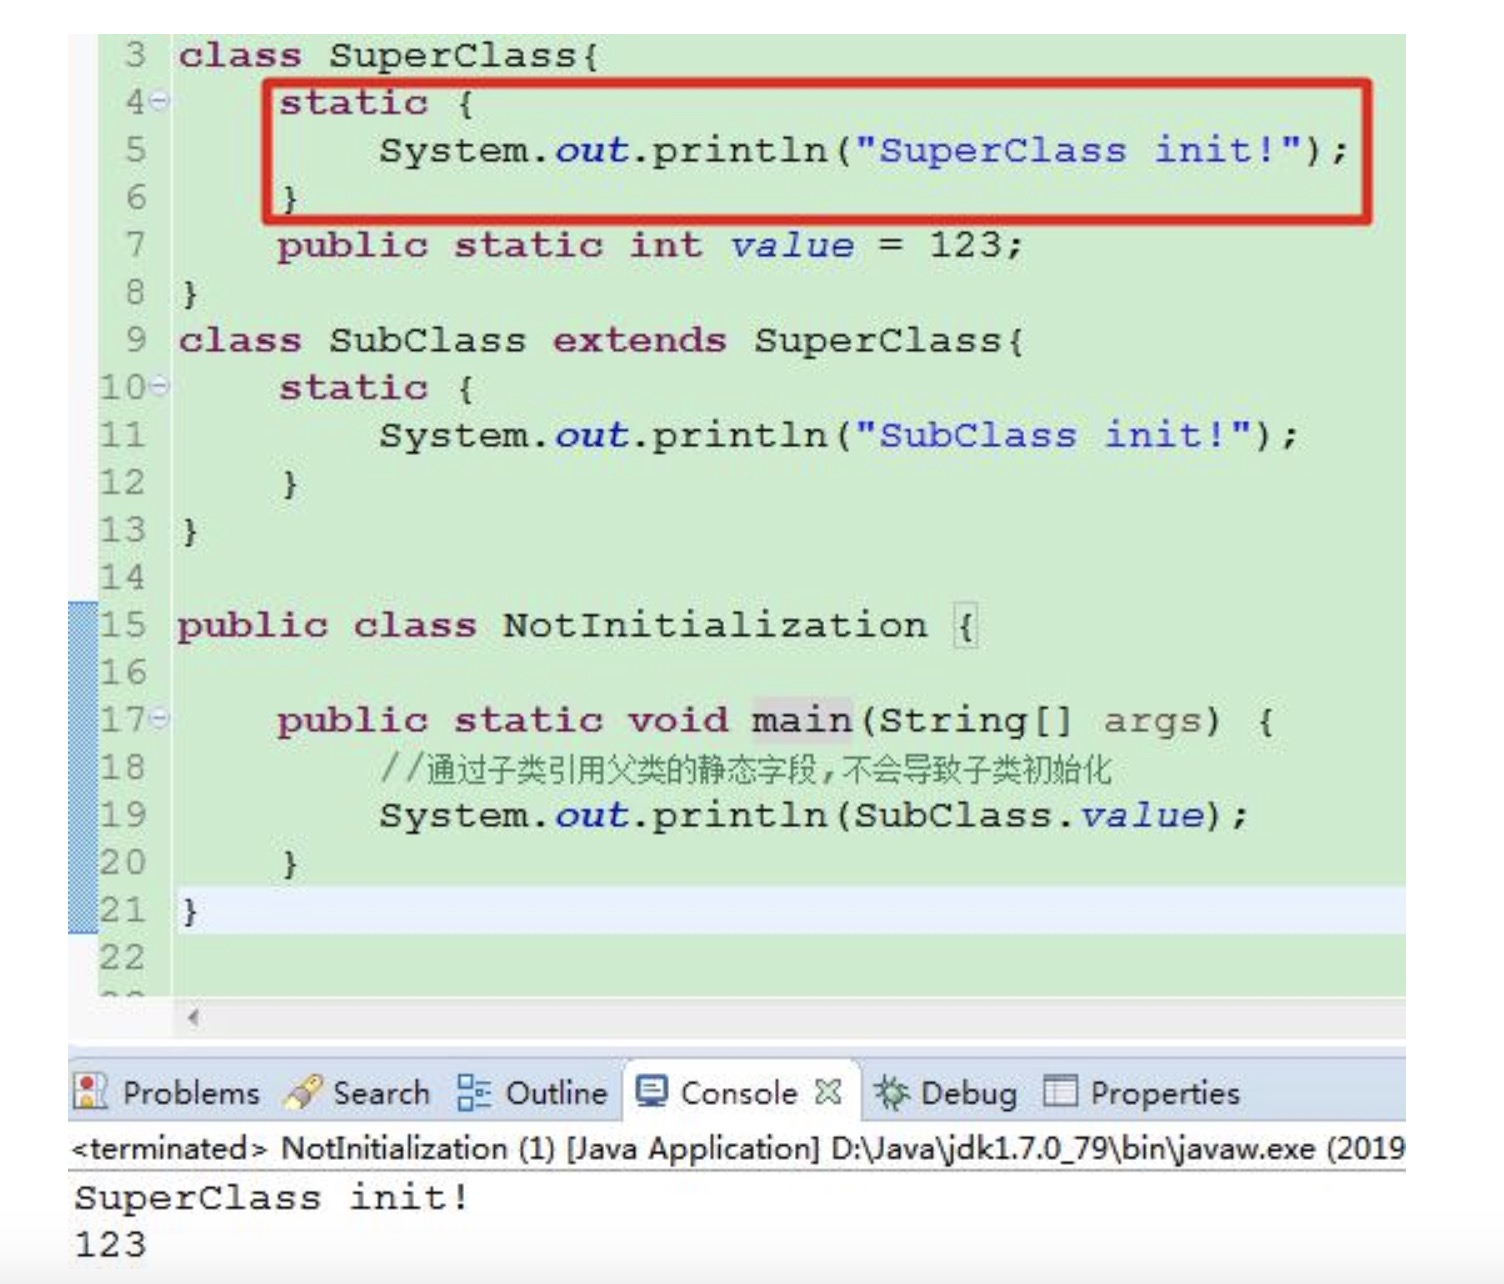 3 class SuperClass{
4 static {
5 System.out.println("SuperClass init!");
6 }
7 public static int value = 123;
8 }
9 class SubClass extends SuperClass{
10 static {
11 System.out.println("SubClass init!");
12 }
13 }
14
15 public class NotInitialization {
16
17 public static void main(String[] args) {
18 //通过子类引用父类的静态字段,不会导致子类初始化
19 System.out.println(SubClass.value);
20 }
21 }
22
Problems Search Outline Console Debug Properties
<terminated> NotInitialization (1) [Java Application] D:\Java\jdk1.7.0_79\bin\javaw.exe (2019
SuperClass init!
123